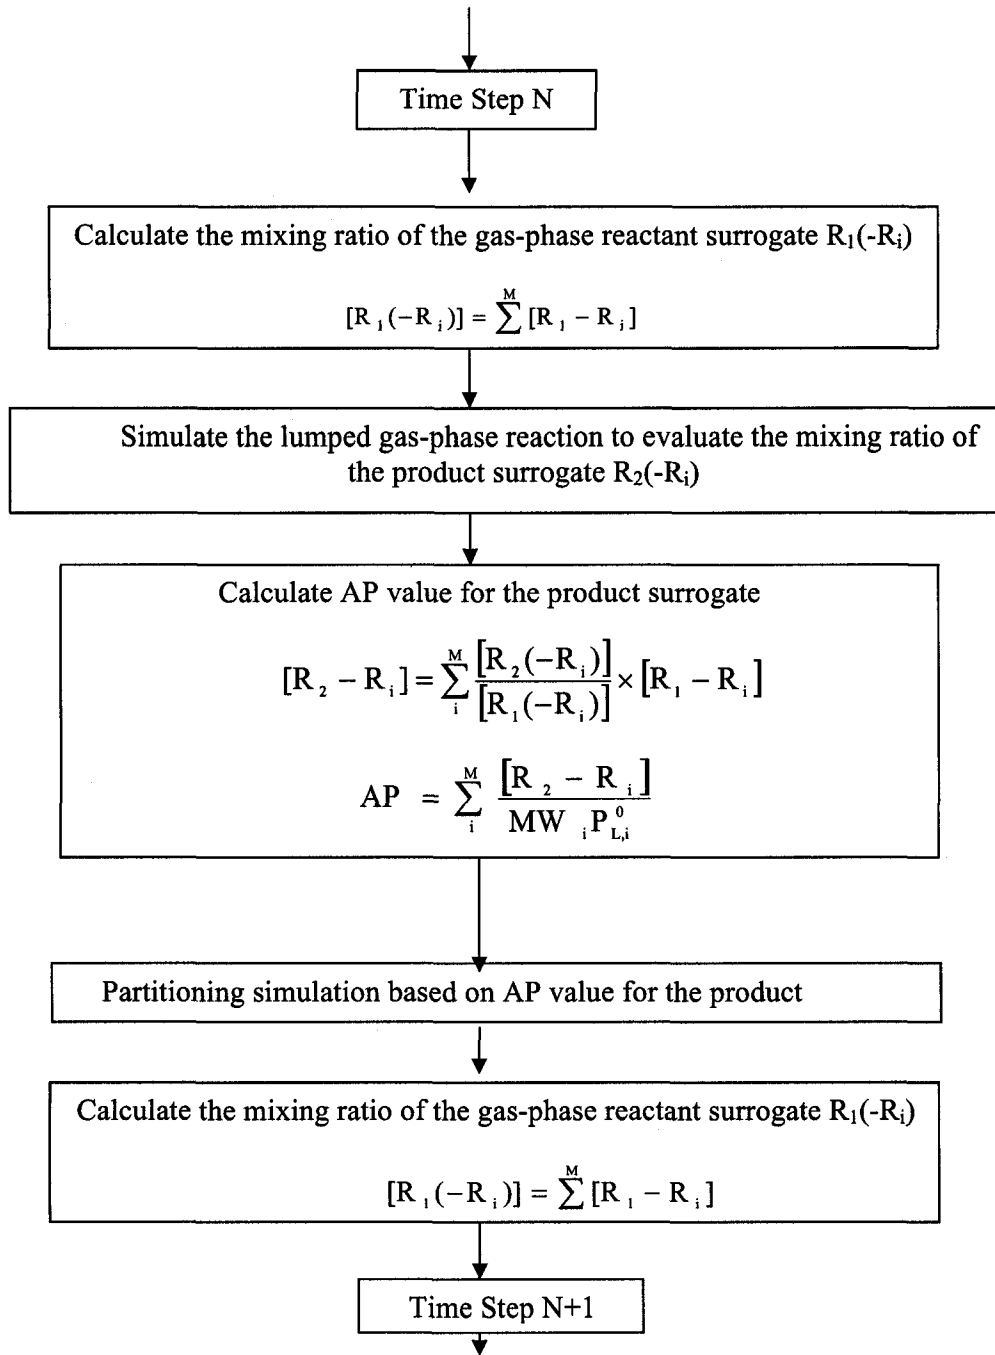 Time Step N
Calculate the mixing ratio of the gas-phase reactant surrogate R₁(-Rᵢ)
[R₁(−Rᵢ)] = ∑^M [R₁ − Rᵢ]
Simulate the lumped gas-phase reaction to evaluate the mixing ratio of
the product surrogate R₂(-Rᵢ)
Calculate AP value for the product surrogate
[R₂ − Rᵢ] = ∑ᵢ^M [R₂(−Rᵢ)] / [R₁(−Rᵢ)] × [R₁ − Rᵢ]
AP = ∑ᵢ^M [R₂ − Rᵢ] / MWᵢ P⁰_L,i
Partitioning simulation based on AP value for the product
Calculate the mixing ratio of the gas-phase reactant surrogate R₁(-Rᵢ)
[R₁(−Rᵢ)] = ∑^M [R₁ − Rᵢ]
Time Step N+1